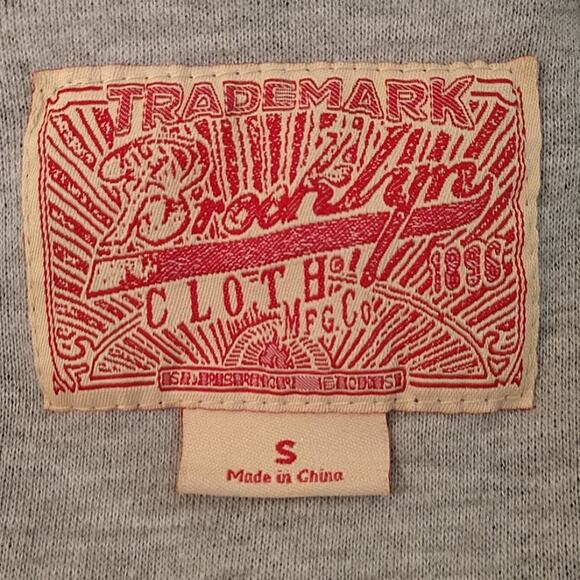 TRADEMARK
Brooklyn
CLOTH
1896
MFG. Co.
S
Made in China